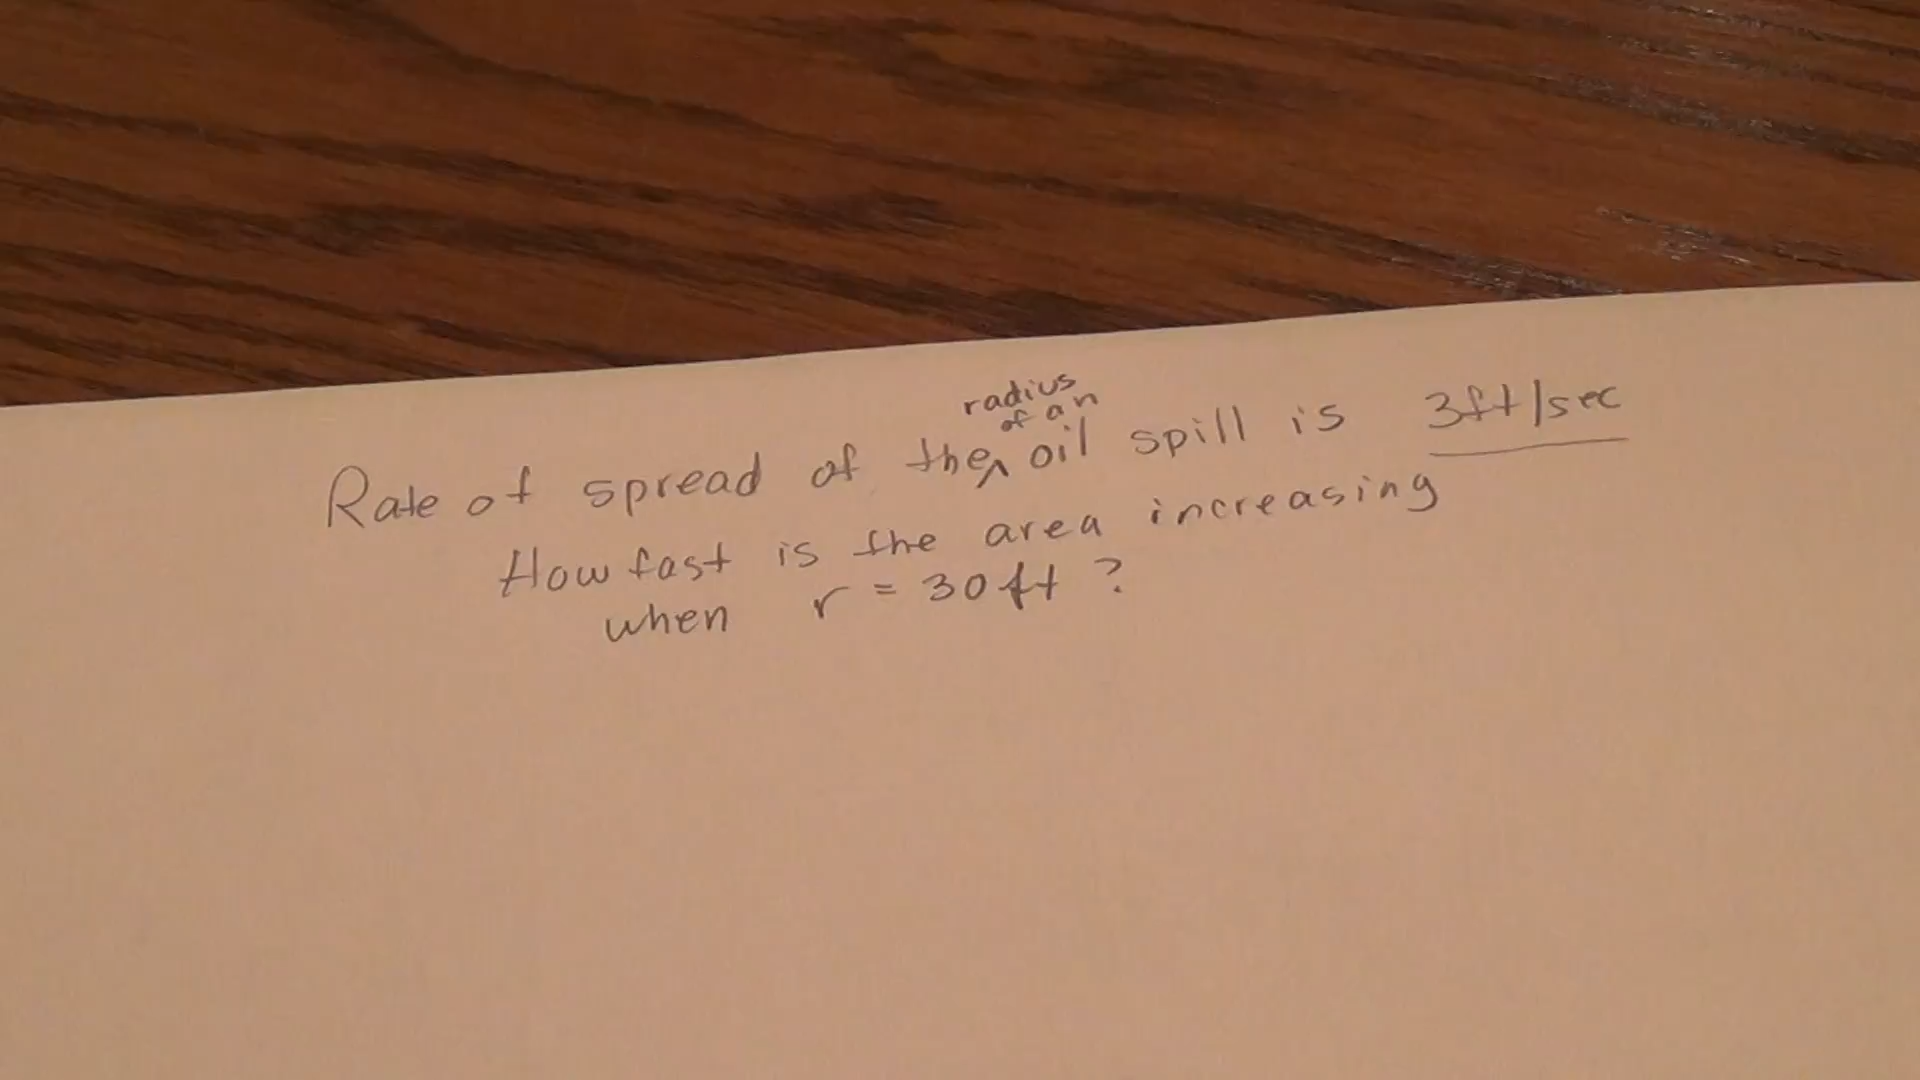 radius
of an
Rate of spread of the^ oil spill is 3ft/sec
How fast is the area increasing
when r = 30ft ?